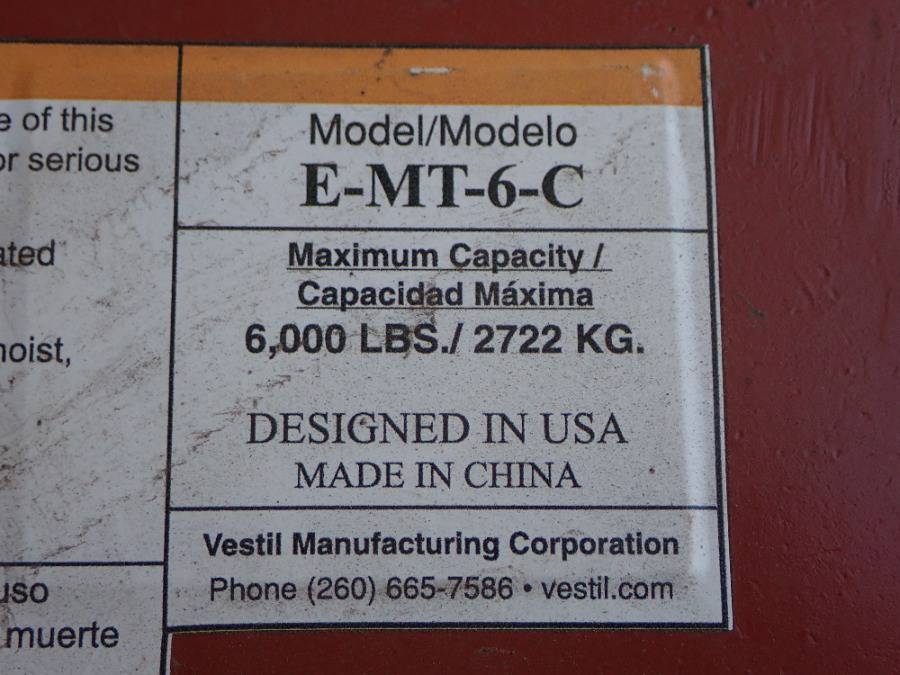 e of this
or serious
ated
hoist,
uso
muerte
Model/Modelo
E-MT-6-C
Maximum Capacity /
Capacidad Máxima
6,000 LBS./ 2722 KG.
DESIGNED IN USA
MADE IN CHINA
Vestil Manufacturing Corporation
Phone (260) 665-7586 • vestil.com